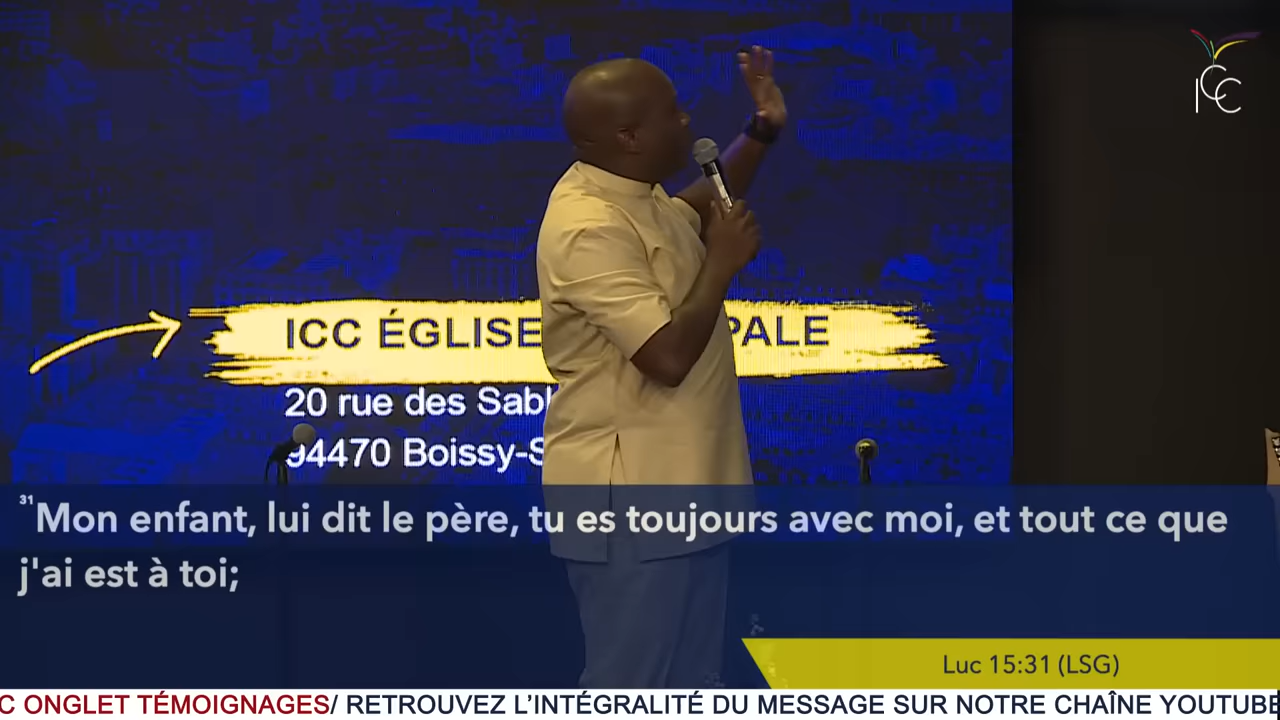 ICC
ICC ÉGLISE PALE
20 rue des Sabl
94470 Boissy-S
³¹Mon enfant, lui dit le père, tu es toujours avec moi, et tout ce que
j'ai est à toi;
Luc 15:31 (LSG)
C ONGLET TÉMOIGNAGES/ RETROUVEZ L'INTÉGRALITÉ DU MESSAGE SUR NOTRE CHAÎNE YOUTUBE